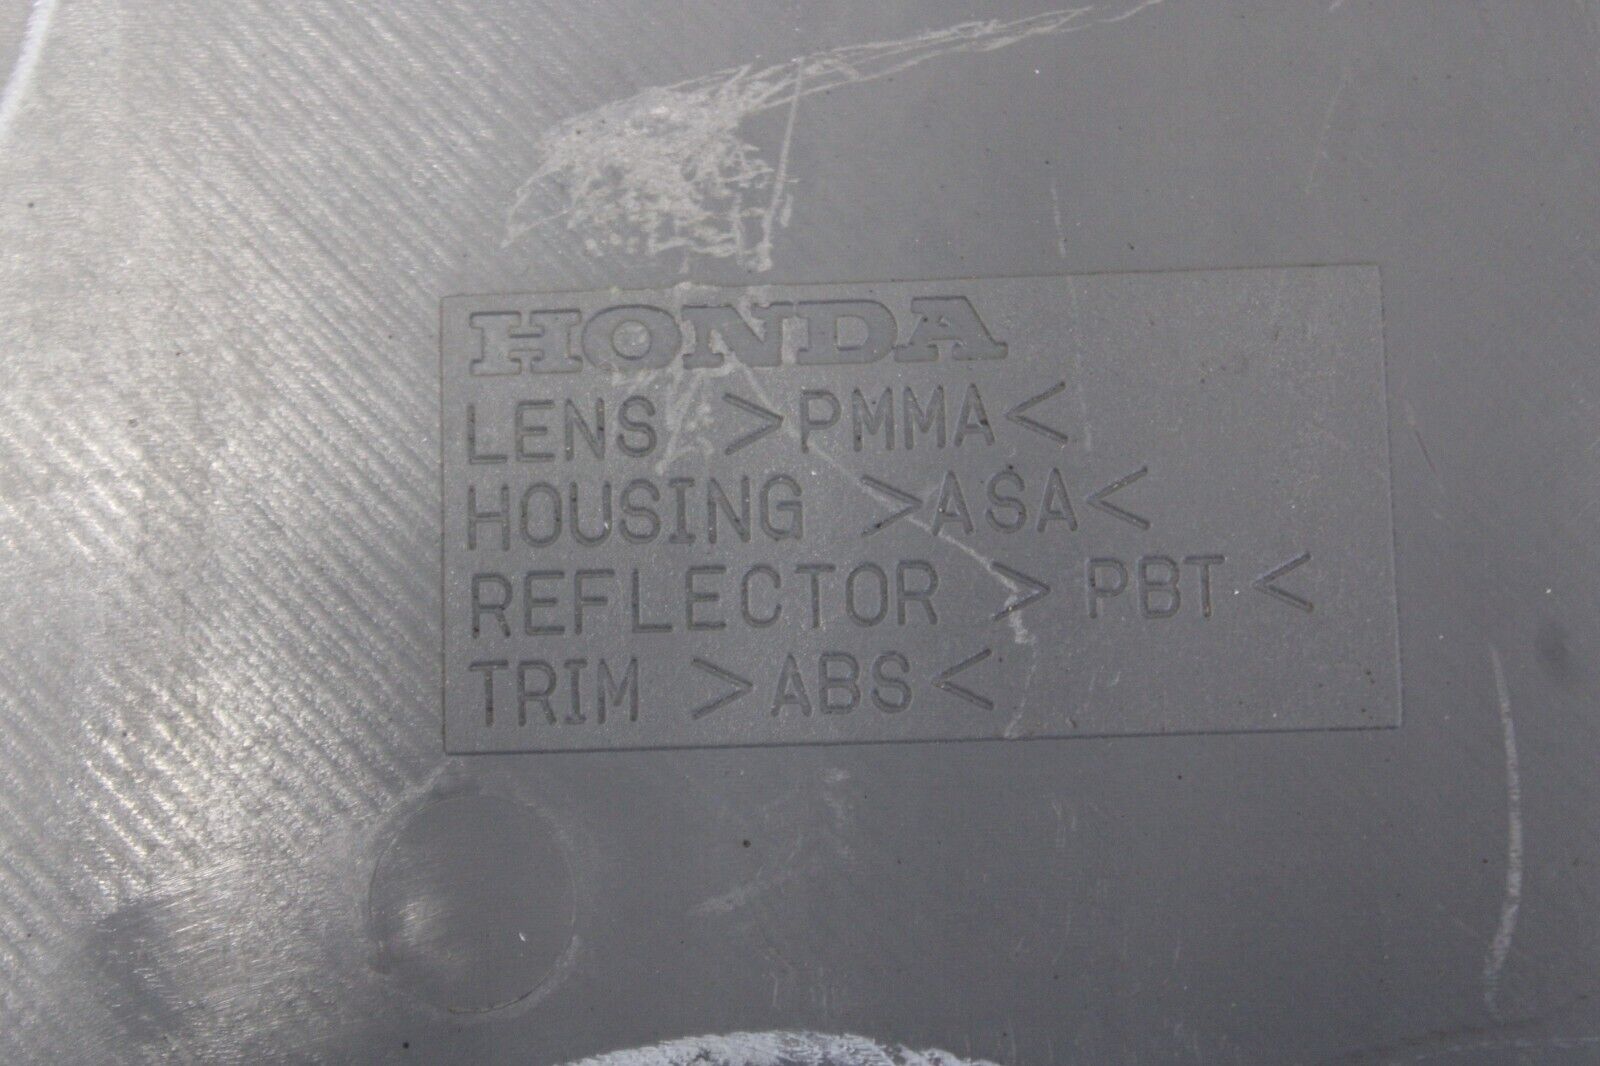 HONDA
LENS >PMMA<
HOUSING >ASA<
REFLECTOR >PBT<
TRIM >ABS<